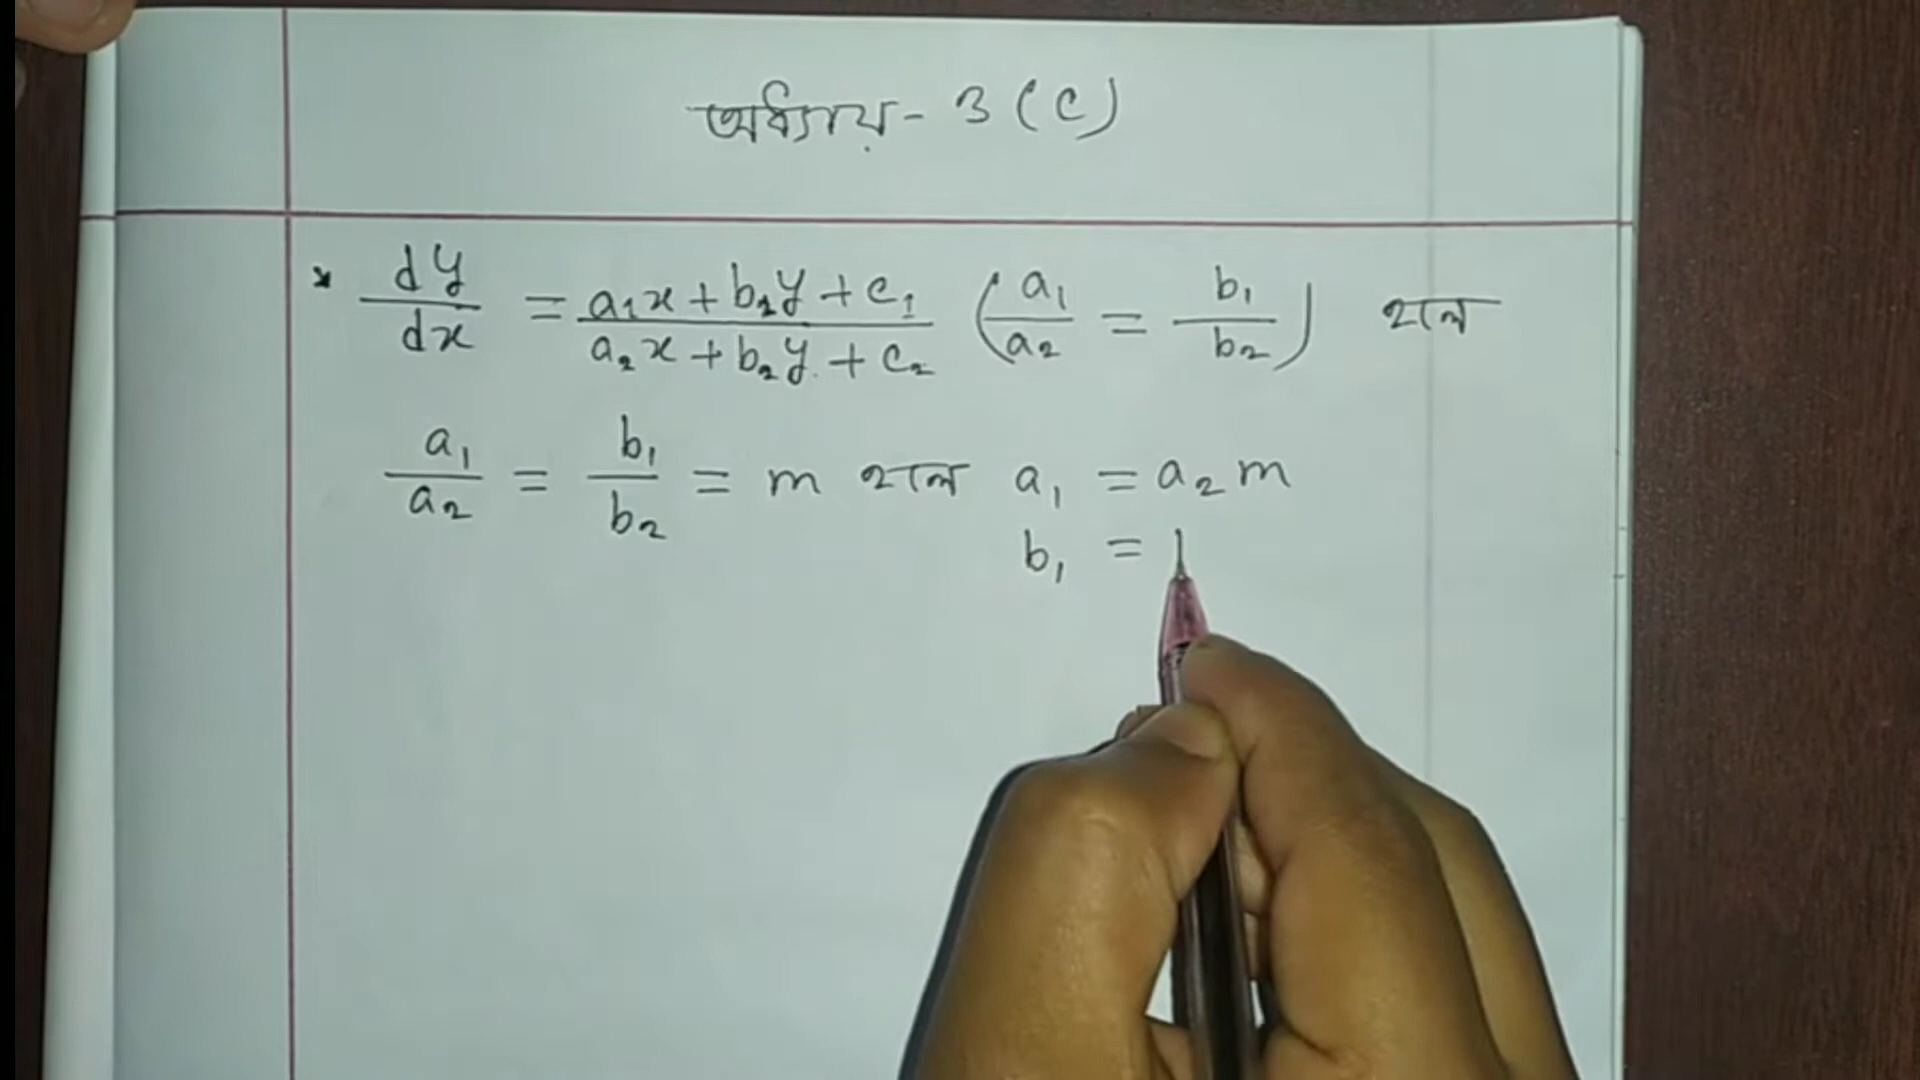 অধ্যায় - 3 (C)
* dy/dx = a₁x + b₁y + c₁ / a₂x + b₂y + c₂ (a₁/a₂ = b₁/b₂) হলে
a₁/a₂ = b₁/b₂ = m হলে a₁ = a₂m
b₁ =